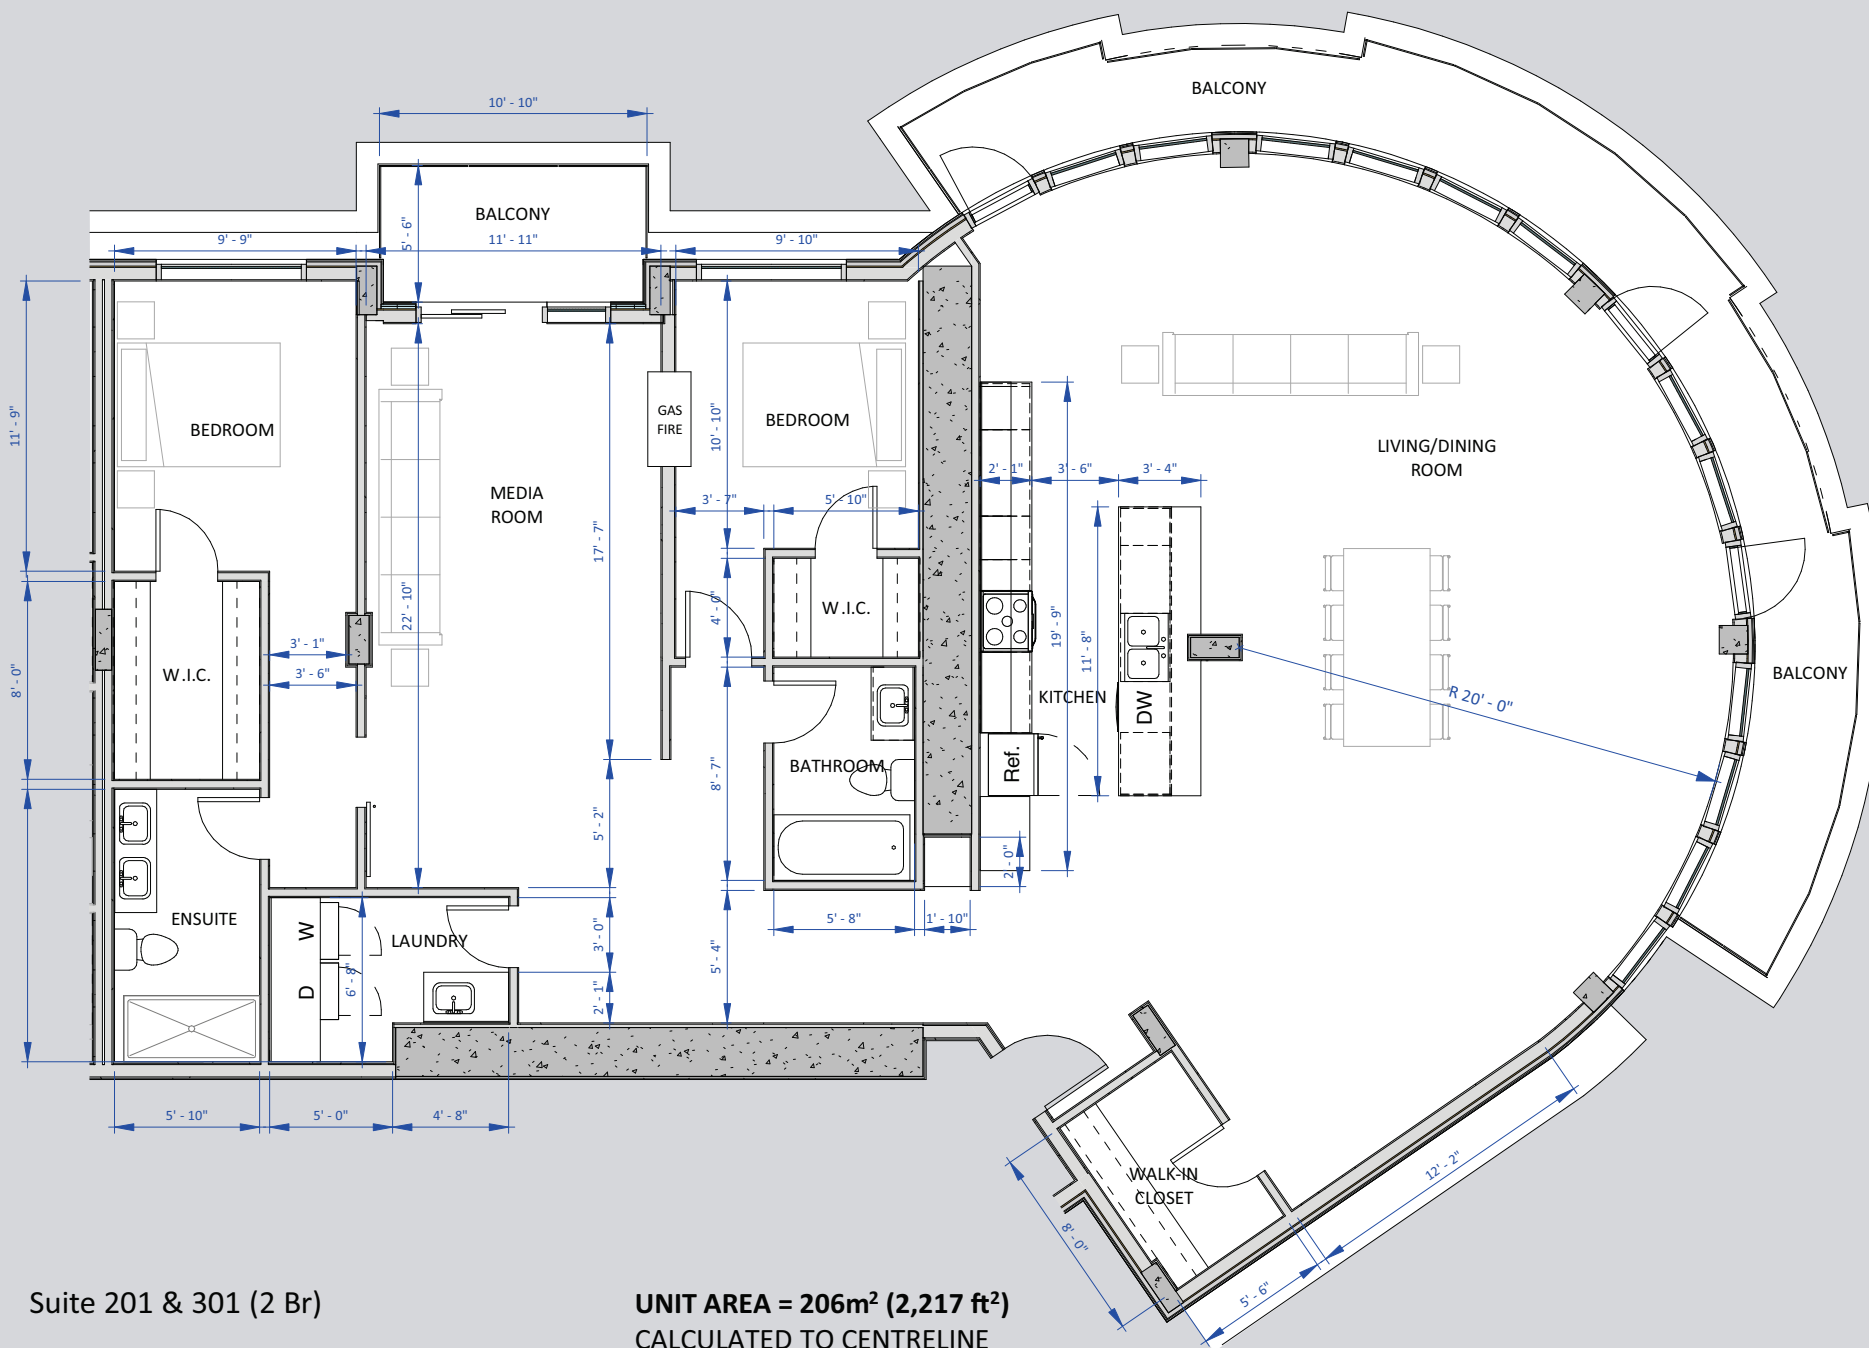 BALCONY
10' - 10"
BALCONY
5' - 6"
9' - 9"
11' - 11"
9' - 10"
11' - 9"
BEDROOM
GAS
FIRE
BEDROOM
10' - 10"
LIVING/DINING
ROOM
2' - 1"
3' - 6"
3' - 4"
MEDIA
ROOM
3' - 7"
5' - 10"
17' - 7"
22' - 10"
4' - 0"
W.I.C.
19' - 9"
11' - 8"
3' - 1"
3' - 6"
W.I.C.
8' - 0"
KITCHEN
DW
R 20' - 0"
BALCONY
Ref.
BATHROOM
8' - 7"
5' - 2"
2' - 0"
ENSUITE
W
LAUNDRY
D
6' - 8"
3' - 0"
2' - 1"
5' - 4"
5' - 8"
1' - 10"
5' - 10"
5' - 0"
4' - 8"
WALK-IN
CLOSET
12' - 2"
8' - 0"
5' - 6"
Suite 201 & 301 (2 Br)
UNIT AREA = 206m² (2,217 ft²)
CALCULATED TO CENTRELINE